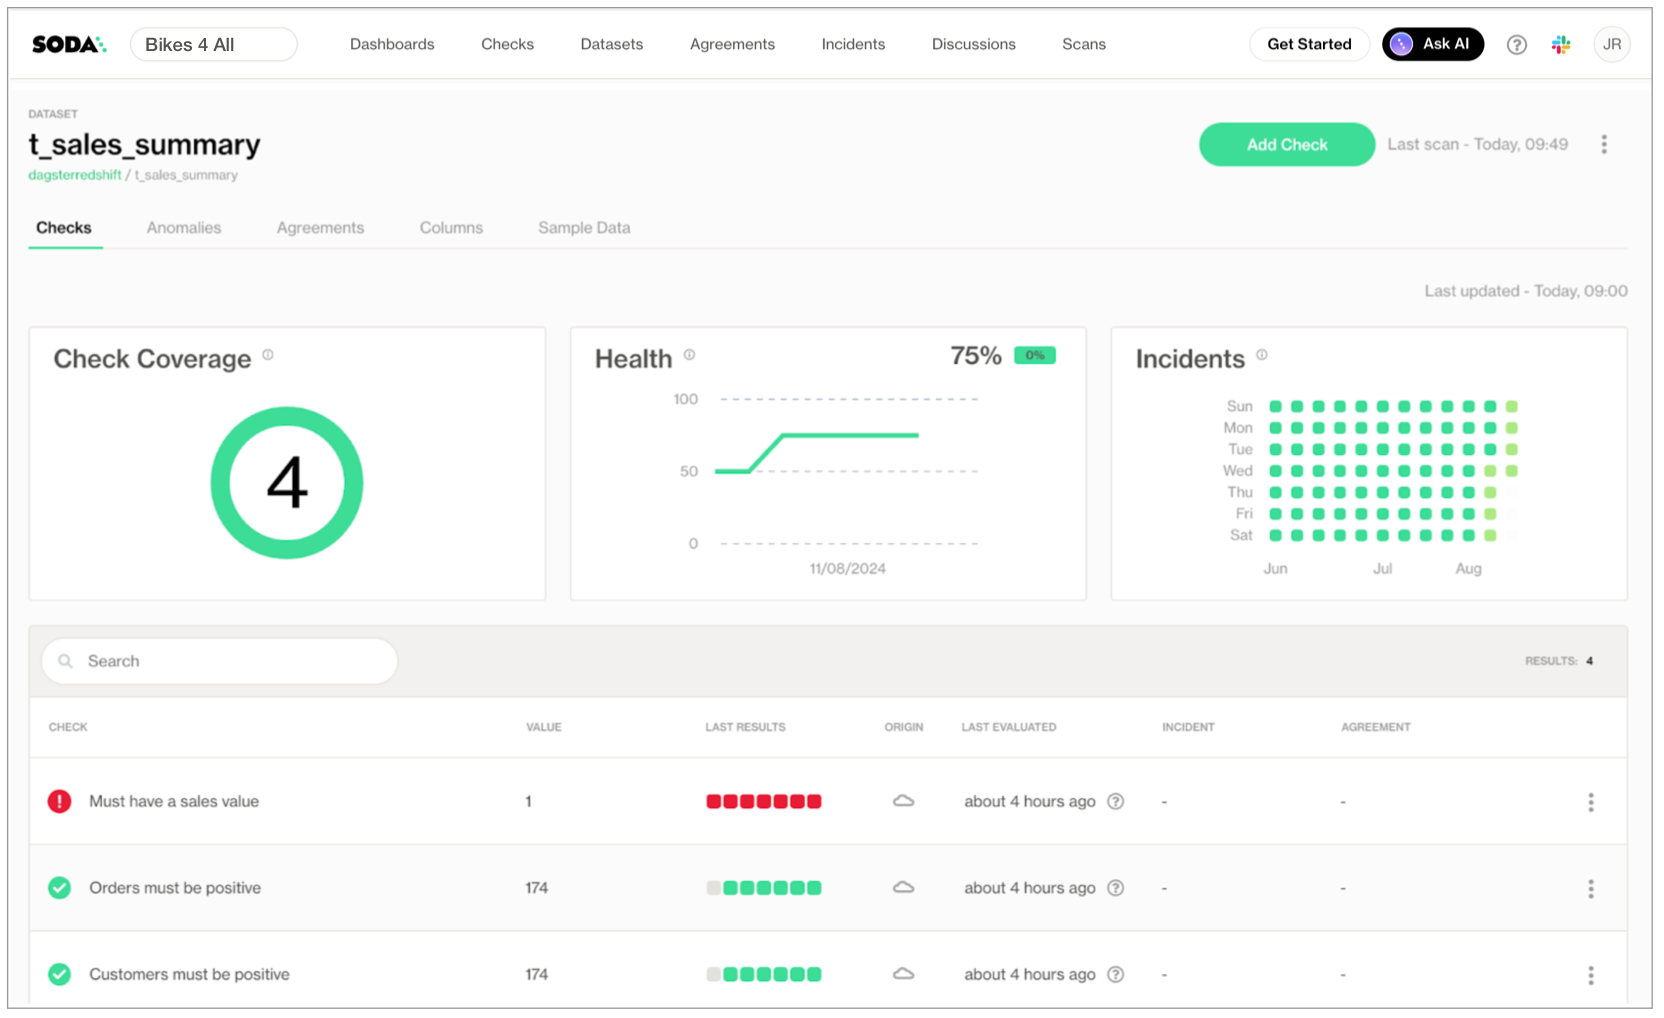 SODA Bikes 4 All Dashboards Checks Datasets Agreements Incidents Discussions Scans Get Started Ask AI ? JR
DATASET
t_sales_summary
dagsterredshift / t_sales_summary
Add Check Last scan - Today, 09:49
Checks Anomalies Agreements Columns Sample Data
Last updated - Today, 09:00
Check Coverage
4
Health 75% 0%
100
50
0
11/08/2024
Incidents
Sun
Mon
Tue
Wed
Thu
Fri
Sat
Jun Jul Aug
Search RESULTS: 4
CHECK VALUE LAST RESULTS ORIGIN LAST EVALUATED INCIDENT AGREEMENT
Must have a sales value 1 about 4 hours ago ? - -
Orders must be positive 174 about 4 hours ago ? - -
Customers must be positive 174 about 4 hours ago ? - -